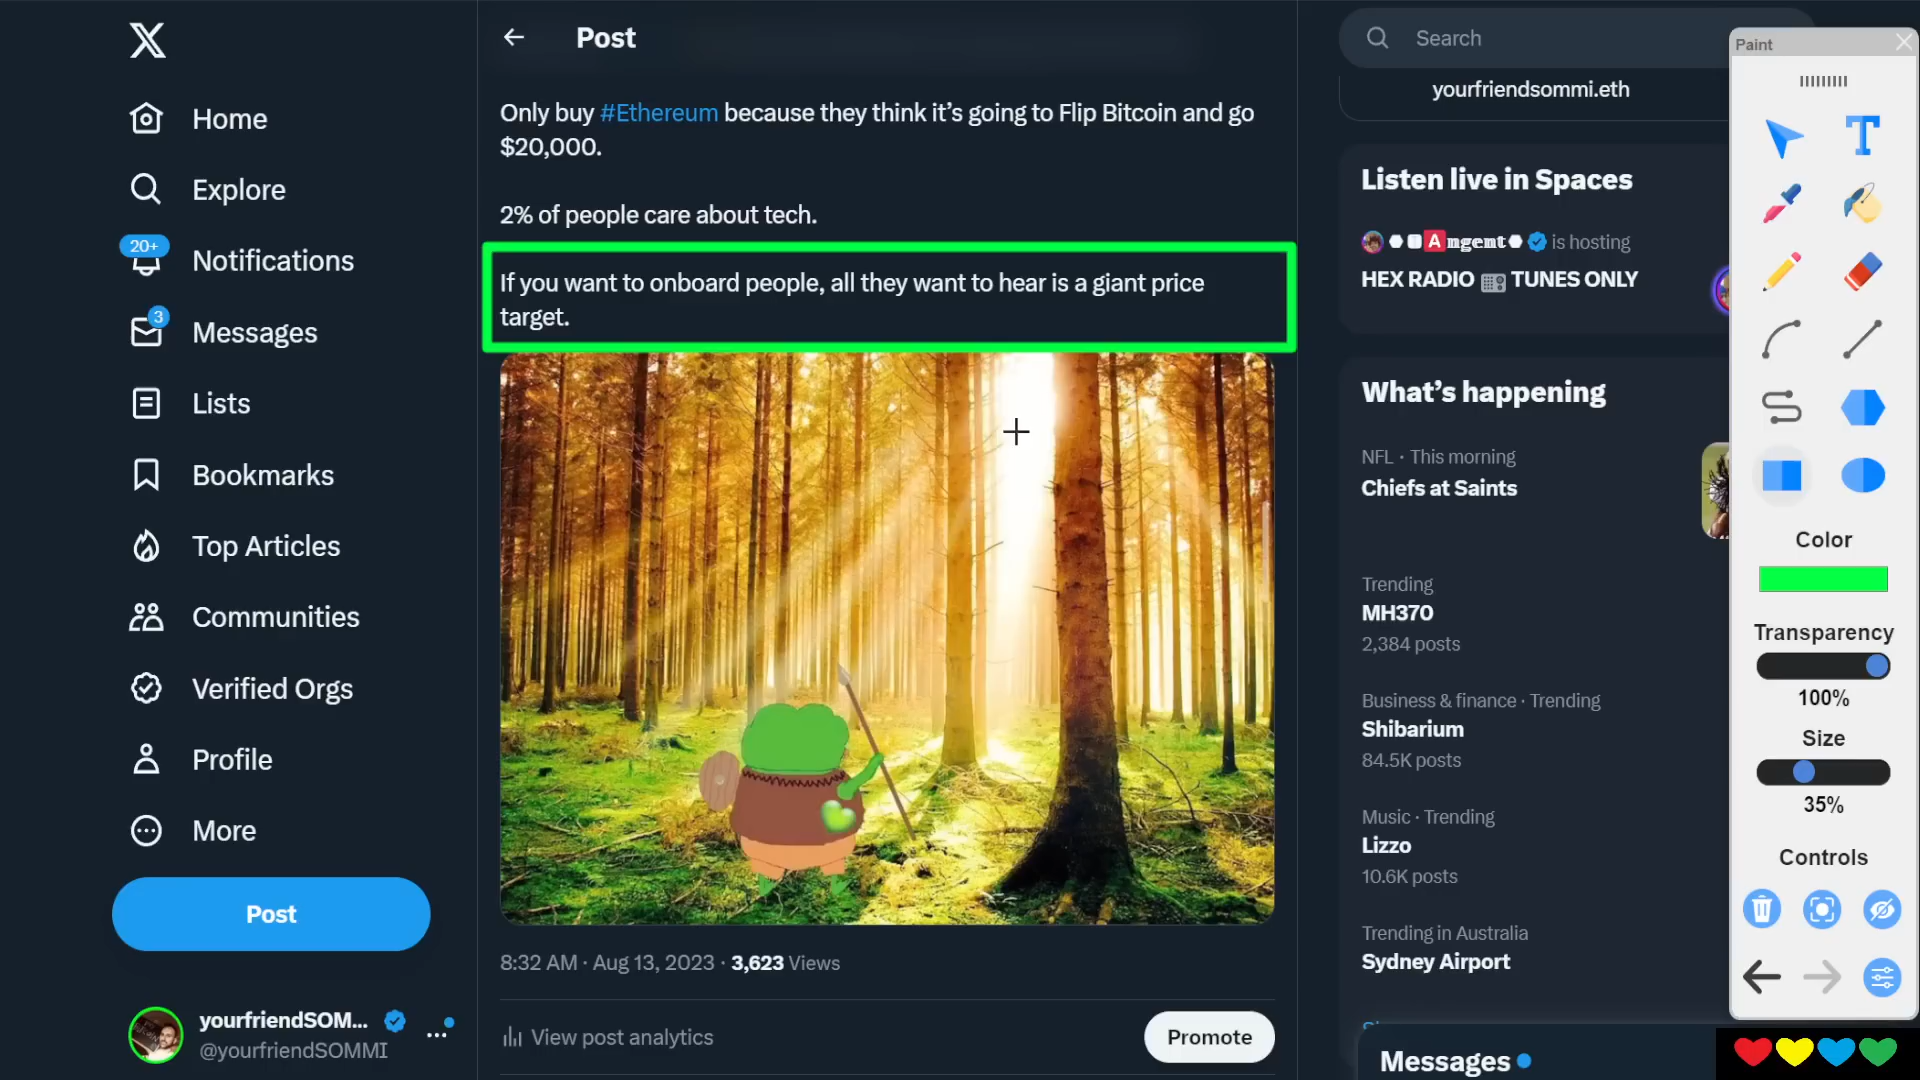 Home
Explore
20+
Notifications
3
Messages
Lists
Bookmarks
Top Articles
Communities
Verified Orgs
Profile
More
Post
yourfriendSOM...
@yourfriendSOMMI
Post
Only buy #Ethereum because they think it’s going to Flip Bitcoin and go
$20,000.
2% of people care about tech.
If you want to onboard people, all they want to hear is a giant price
target.
8:32 AM · Aug 13, 2023 · 3,623 Views
View post analytics
Promote
Search
yourfriendsommi.eth
Listen live in Spaces
🅰ngent is hosting
HEX RADIO 📻 TUNES ONLY
What’s happening
NFL · This morning
Chiefs at Saints
Trending
MH370
2,384 posts
Business & finance · Trending
Shibarium
84.5K posts
Music · Trending
Lizzo
10.6K posts
Trending in Australia
Sydney Airport
Messages
Paint
T
Color
Transparency
100%
Size
35%
Controls